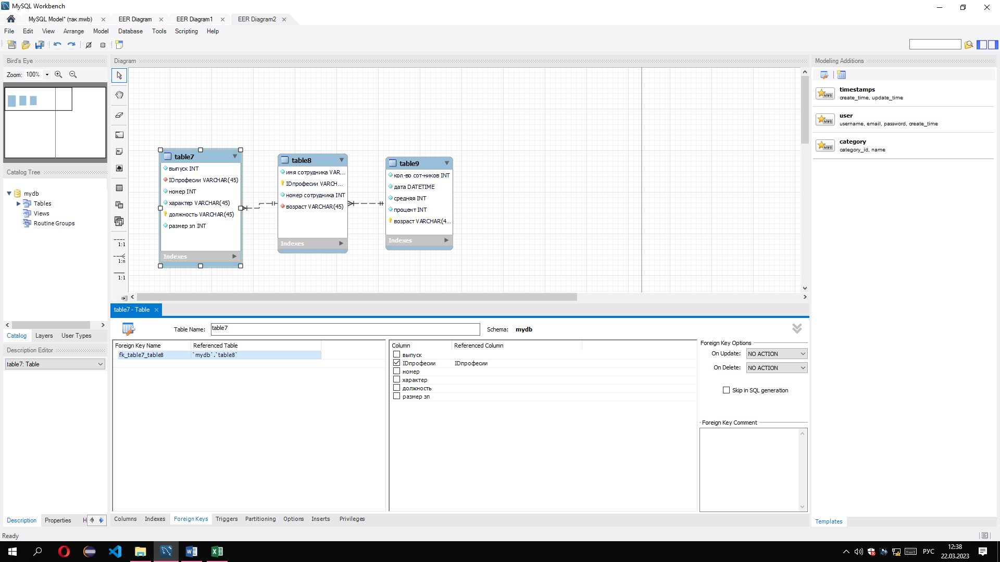 MySQL Workbench
MySQL Model* (так.mwb)
EER Diagram
EER Diagram1
EER Diagram2
File Edit View Arrange Model Database Tools Scripting Help
Bird's Eye
Zoom: 100%
Catalog Tree
mydb
Tables
Views
Routine Groups
Catalog Layers User Types
Description Editor
table7: Table
Description Properties H
Diagram
1:1
1:n
1:1
table7
выпуск INT
IDпрофесии VARCHAR(45)
номер INT
характер VARCHAR(45)
должность VARCHAR(45)
размер зп INT
Indexes
table8
имя сотрудника VAR...
IDпрофесии VARCH...
номер сотрудника INT
возраст VARCHAR(45)
Indexes
table9
кол-во сот-ников INT
дата DATETIME
средняя INT
процент INT
возраст VARCHAR(4...
Indexes
table7 - Table
Table Name: table7 Schema: mydb
Foreign Key Name Referenced Table
fk_table7_table8 `mydb`.`table8`
Column Referenced Column
выпуск
IDпрофесии IDпрофесии
номер
характер
должность
размер зп
Foreign Key Options
On Update: NO ACTION
On Delete: NO ACTION
Skip in SQL generation
Foreign Key Comment
Columns Indexes Foreign Keys Triggers Partitioning Options Inserts Privileges
Modeling Additions
MWB
timestamps
create_time, update_time
MWB
user
username, email, password, create_time
MWB
category
category_id, name
Templates
Ready
РУС
12:38
22.03.2023